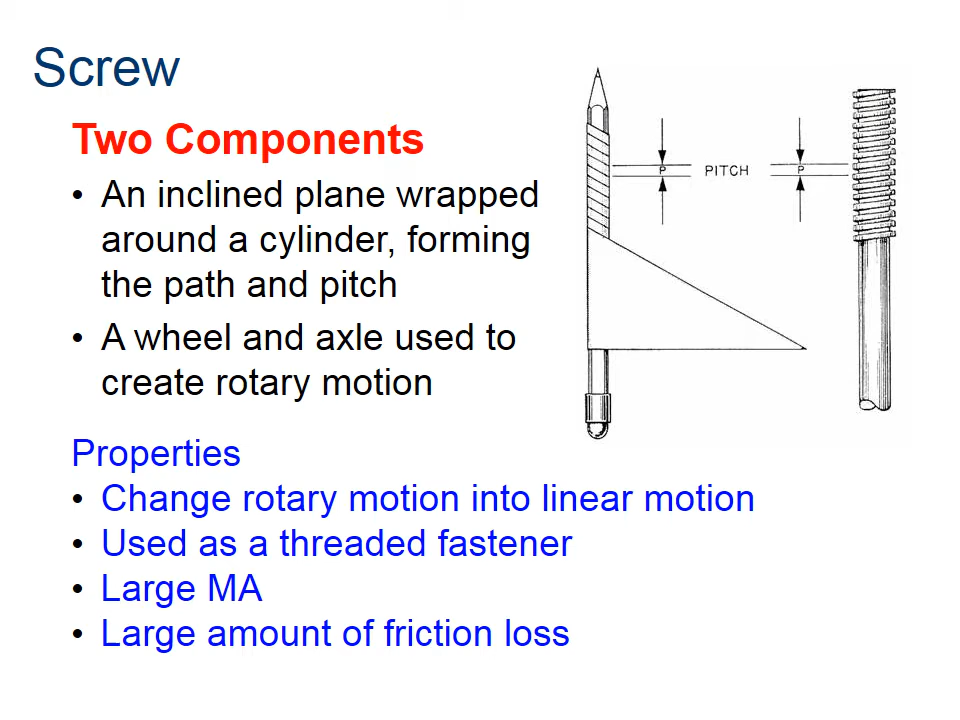 Screw
Two Components
• An inclined plane wrapped
around a cylinder, forming
the path and pitch
• A wheel and axle used to
create rotary motion
P PITCH P
Properties
• Change rotary motion into linear motion
• Used as a threaded fastener
• Large MA
• Large amount of friction loss